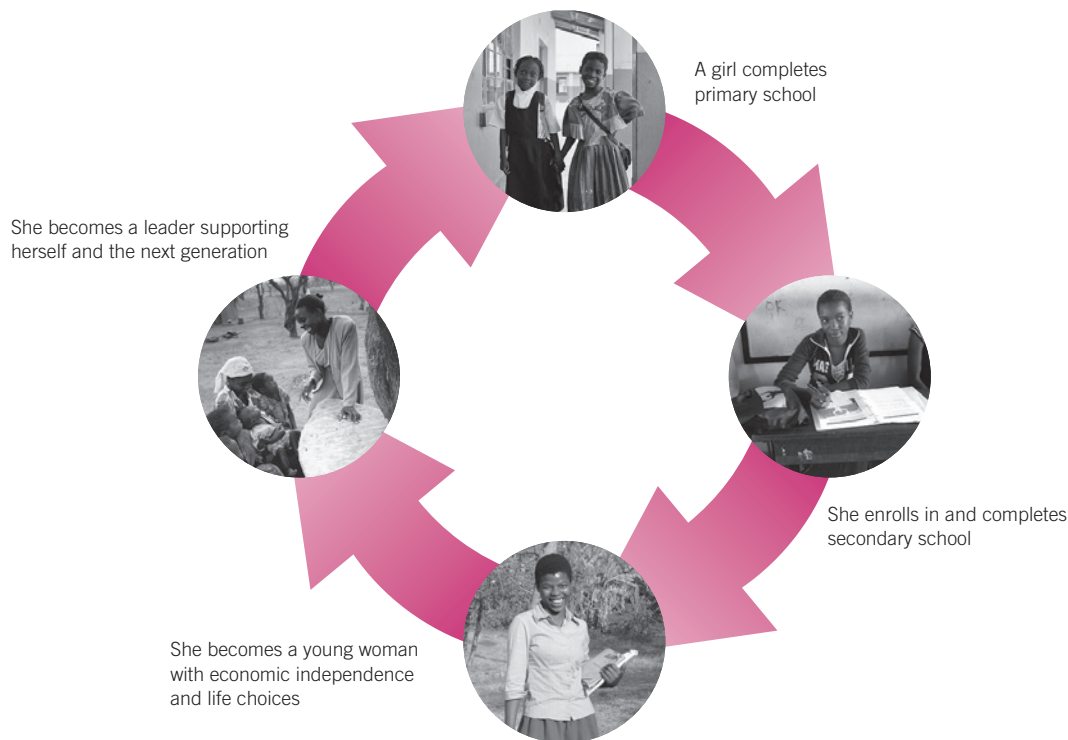 A girl completes
primary school
She enrolls in and completes
secondary school
She becomes a young woman
with economic independence
and life choices
She becomes a leader supporting
herself and the next generation